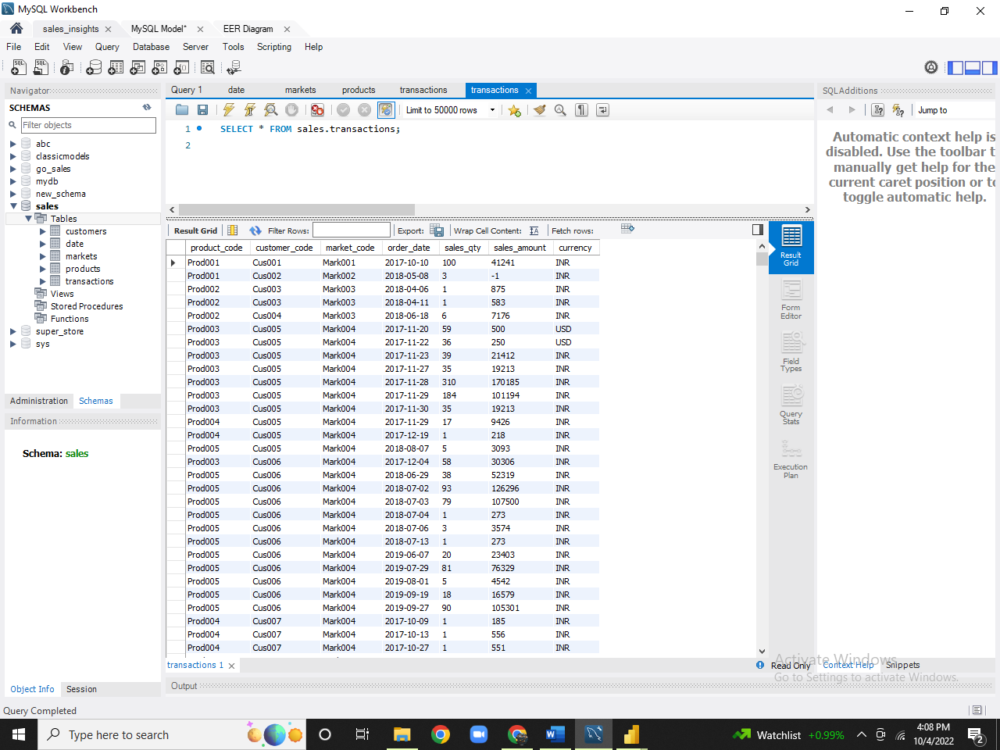 MySQL Workbench
sales_insights
MySQL Model*
EER Diagram
File Edit View Query Database Server Tools Scripting Help
Navigator
SCHEMAS
Filter objects
abc
classicmodels
go_sales
mydb
new_schema
sales
Tables
customers
date
markets
products
transactions
Views
Stored Procedures
Functions
super_store
sys
Administration Schemas
Information
Schema: sales
Object Info Session
Query 1 date markets products transactions transactions
Limit to 50000 rows
1 SELECT * FROM sales.transactions;
2
Result Grid Filter Rows: Export: Wrap Cell Content: Fetch rows:
product_code customer_code market_code order_date sales_qty sales_amount currency
Prod001 Cus001 Mark001 2017-10-10 100 41241 INR
Prod001 Cus002 Mark002 2018-05-08 3 -1 INR
Prod002 Cus003 Mark003 2018-04-06 1 875 INR
Prod002 Cus003 Mark003 2018-04-11 1 583 INR
Prod002 Cus004 Mark003 2018-06-18 6 7176 INR
Prod003 Cus005 Mark004 2017-11-20 59 500 USD
Prod003 Cus005 Mark004 2017-11-22 36 250 USD
Prod003 Cus005 Mark004 2017-11-23 39 21412 INR
Prod003 Cus005 Mark004 2017-11-27 35 19213 INR
Prod003 Cus005 Mark004 2017-11-28 310 170185 INR
Prod003 Cus005 Mark004 2017-11-29 184 101194 INR
Prod003 Cus005 Mark004 2017-11-30 35 19213 INR
Prod004 Cus005 Mark004 2017-11-29 17 9426 INR
Prod004 Cus005 Mark004 2017-12-19 1 218 INR
Prod005 Cus005 Mark004 2018-08-07 5 3093 INR
Prod003 Cus006 Mark004 2017-12-04 58 30306 INR
Prod005 Cus006 Mark004 2018-06-29 38 52319 INR
Prod005 Cus006 Mark004 2018-07-02 93 126296 INR
Prod005 Cus006 Mark004 2018-07-03 79 107500 INR
Prod005 Cus006 Mark004 2018-07-04 1 273 INR
Prod005 Cus006 Mark004 2018-07-06 3 3574 INR
Prod005 Cus006 Mark004 2018-07-13 1 273 INR
Prod005 Cus006 Mark004 2019-06-07 20 23403 INR
Prod005 Cus006 Mark004 2019-07-29 81 76329 INR
Prod005 Cus006 Mark004 2019-08-01 5 4542 INR
Prod005 Cus006 Mark004 2019-09-19 18 16579 INR
Prod005 Cus006 Mark004 2019-09-27 90 105301 INR
Prod004 Cus007 Mark004 2017-10-09 1 185 INR
Prod004 Cus007 Mark004 2017-10-13 1 556 INR
Prod004 Cus007 Mark004 2017-10-27 1 551 INR
Result
Grid
Form
Editor
Field
Types
Query
Stats
Execution
Plan
transactions 1
Read Only
Output
SQLAdditions
Jump to
Automatic context help is
disabled. Use the toolbar t
manually get help for the
current caret position or to
toggle automatic help.
Context Help Snippets
Activate Windows
Go to Settings to activate Windows.
Query Completed
Type here to search
Watchlist +0.99%
4:08 PM
10/4/2022
2